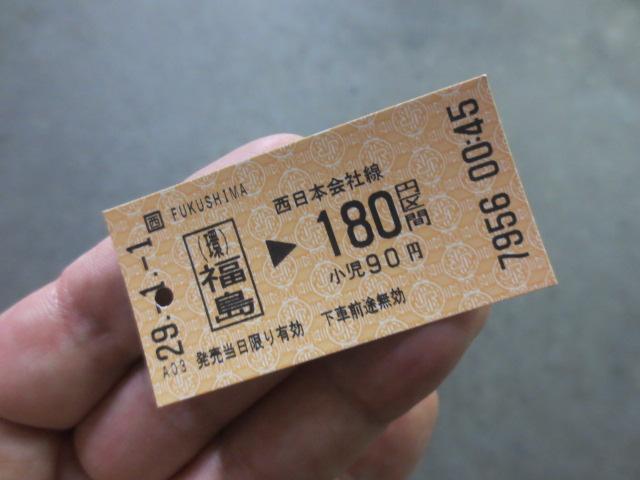 29.-1.-1
西 FUKUSHIMA
(環)
福島
▶
西日本会社線
180円区間
小児90円
発売当日限り有効 下車前途無効
A03
7956 00:45